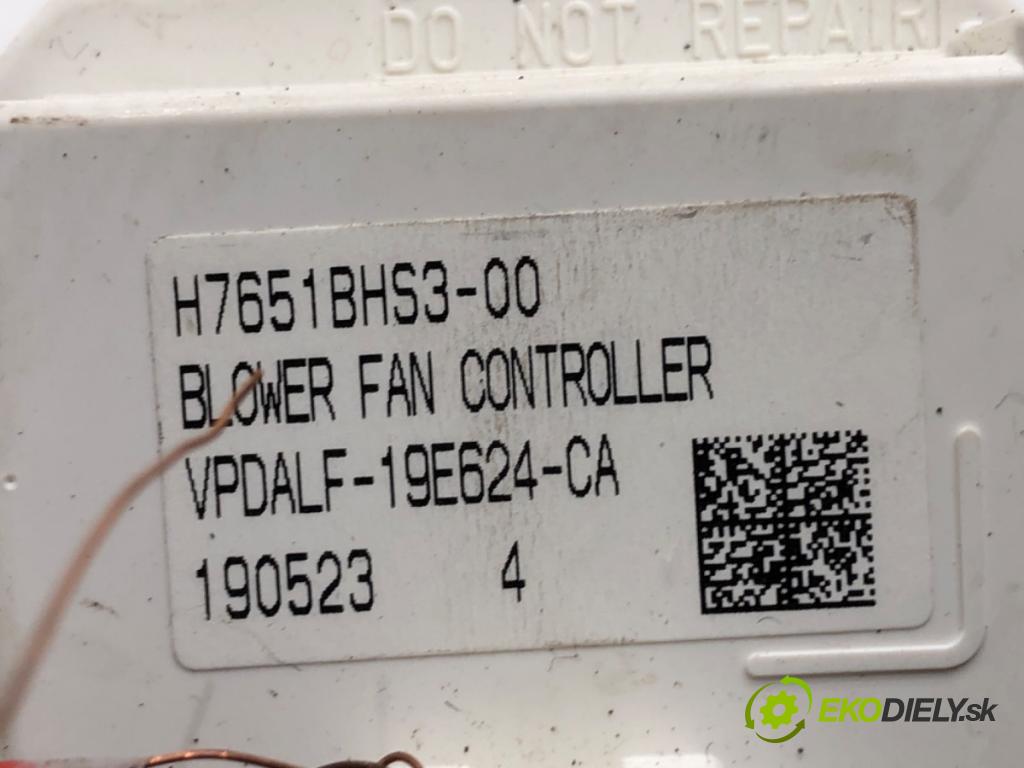 DO NOT REPAIR!
H7651BHS3-00
BLOWER FAN CONTROLLER
VPDALF-19E624-CA
190523 4
EKODIELY.sk